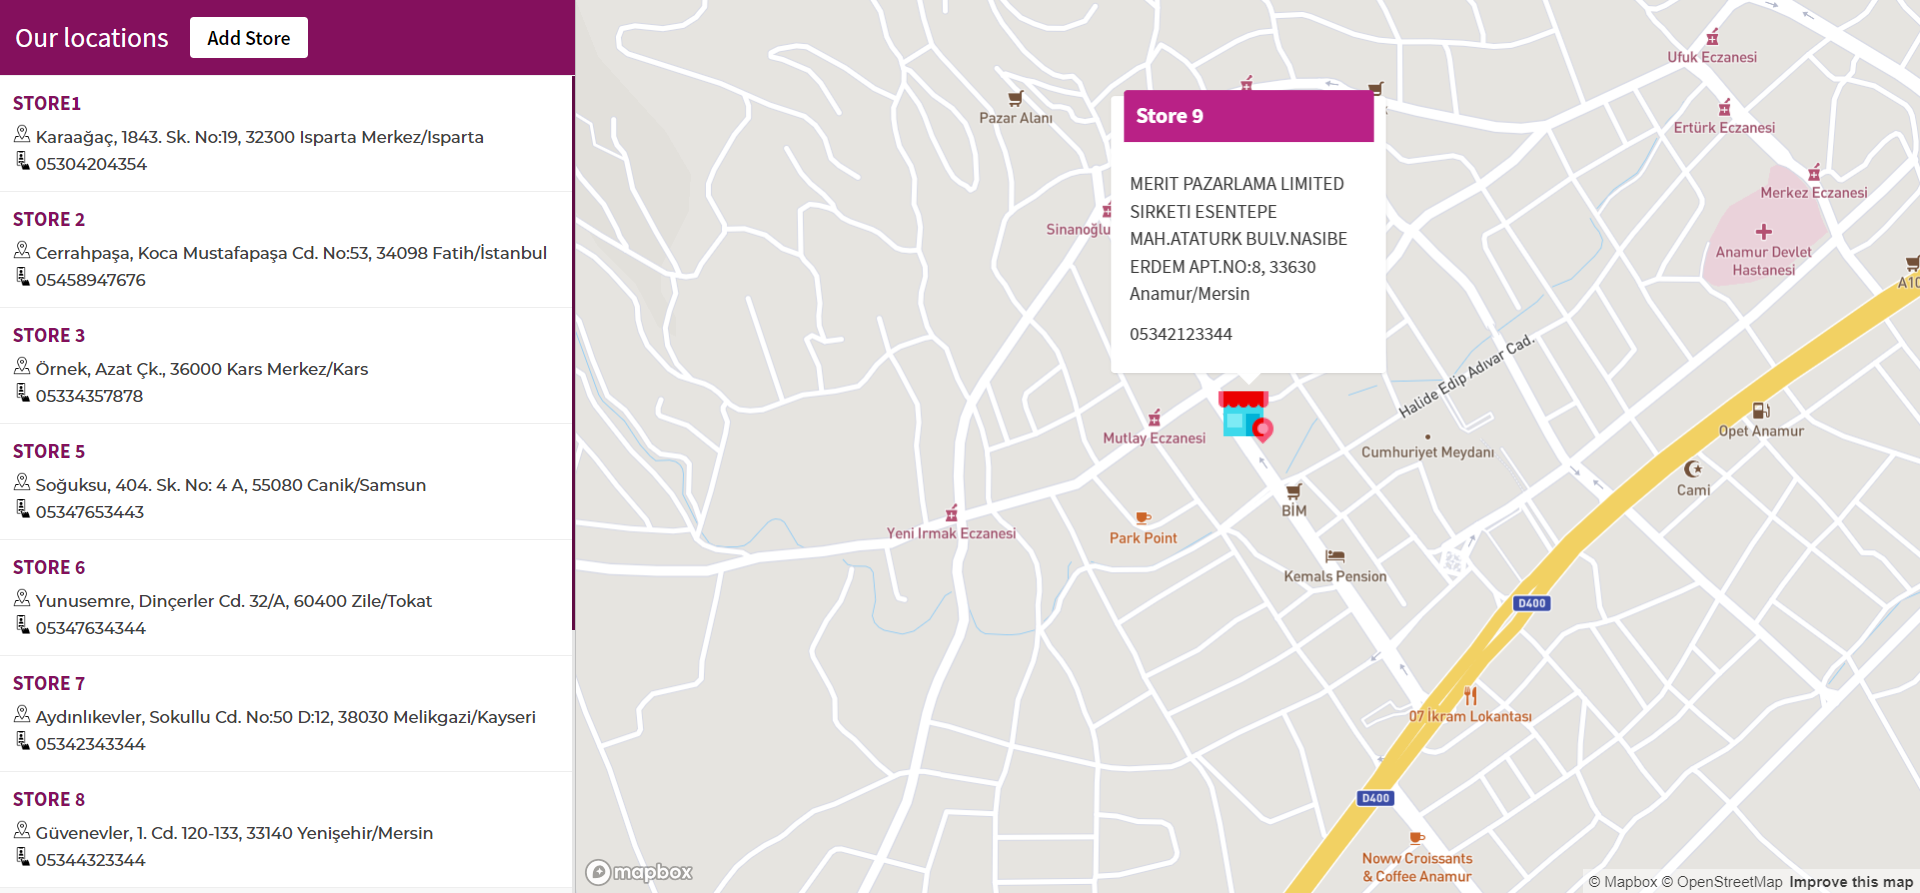 Our locations
Add Store
STORE1
Karaağaç, 1843. Sk. No:19, 32300 Isparta Merkez/Isparta
05304204354
STORE 2
Cerrahpaşa, Koca Mustafapaşa Cd. No:53, 34098 Fatih/İstanbul
05458947676
STORE 3
Örnek, Azat Çk., 36000 Kars Merkez/Kars
05334357878
STORE 5
Soğuksu, 404. Sk. No: 4 A, 55080 Canik/Samsun
05347653443
STORE 6
Yunusemre, Dinçerler Cd. 32/A, 60400 Zile/Tokat
05347634344
STORE 7
Aydınlıkevler, Sokullu Cd. No:50 D:12, 38030 Melikgazi/Kayseri
05342343344
STORE 8
Güvenevler, 1. Cd. 120-133, 33140 Yenişehir/Mersin
05344323344
Ufuk Eczanesi
Pazar Alanı
Store 9
MERIT PAZARLAMA LIMITED
SIRKETI ESENTEPE
MAH.ATATURK BULV.NASIBE
ERDEM APT.NO:8, 33630
Anamur/Mersin
05342123344
Ertürk Eczanesi
Merkez Eczanesi
Sinanoğlu
Anamur Devlet
Hastanesi
A10
Halide Edip Adıvar Cad.
Mutlay Eczanesi
Opet Anamur
Cumhuriyet Meydanı
Cami
BİM
Yeni Irmak Eczanesi
Park Point
Kemals Pension
D400
07 İkram Lokantası
D400
Noww Croissants
& Coffee Anamur
mapbox
© Mapbox © OpenStreetMap Improve this map